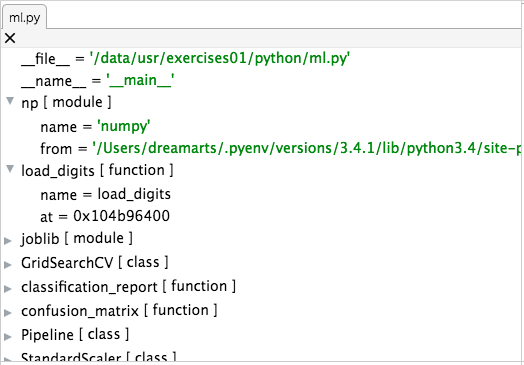 ml.py
__file__ = '/data/usr/exercises01/python/ml.py'
__name__ = '__main__'
np [ module ]
name = 'numpy'
from = '/Users/dreamarts/.pyenv/versions/3.4.1/lib/python3.4/site-p
load_digits [ function ]
name = load_digits
at = 0x104b96400
joblib [ module ]
GridSearchCV [ class ]
classification_report [ function ]
confusion_matrix [ function ]
Pipeline [ class ]
StandardScaler [ class ]